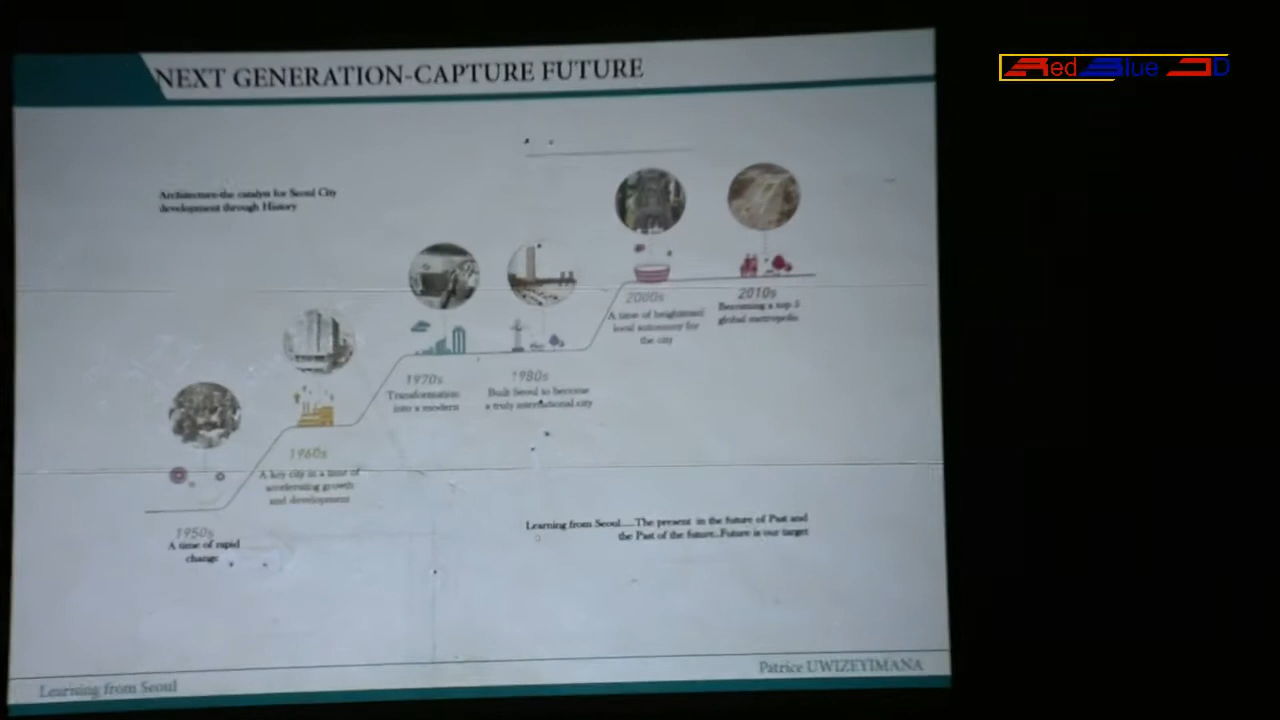 NEXT GENERATION-CAPTURE FUTURE
Red Blue 3D
Architecture-the catalyst for Seoul City
development through History
2000s
A time of heightened
local autonomy for
the city
2010s
Becoming a top 5
global metropolis
1970s
Transformation
into a modern
1980s
Built Seoul to become
a truly international city
1960s
A key city in a time of
accelerating growth
and development
1950s
A time of rapid
change
Learning from Seoul.....The present in the future of Past and
the Past of the future..Future is our target
Learning from Seoul
Patrice UWIZEYIMANA